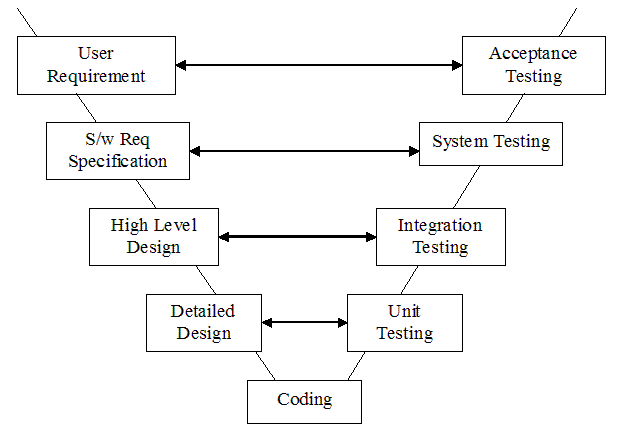 User
Requirement
Acceptance
Testing
S/w Req
Specification
System Testing
High Level
Design
Integration
Testing
Detailed
Design
Unit
Testing
Coding